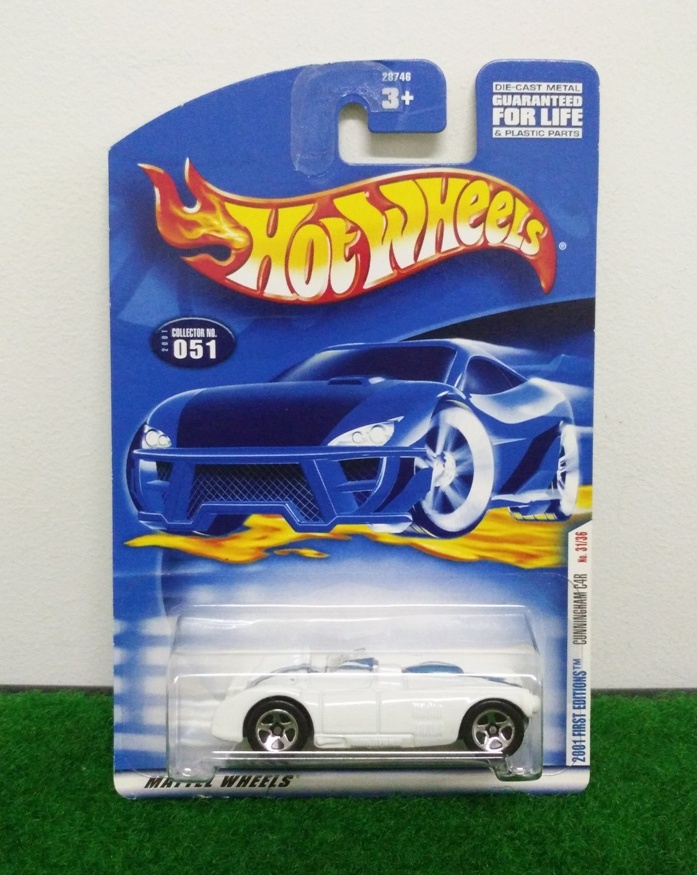 28746
3+
DIE-CAST METAL
GUARANTEED
FOR LIFE
& PLASTIC PARTS
HOT WHEELS®
2001
COLLECTOR NO.
051
2001 FIRST EDITIONS™ CUNNINGHAM C4R No. 31/36
MATTEL WHEELS